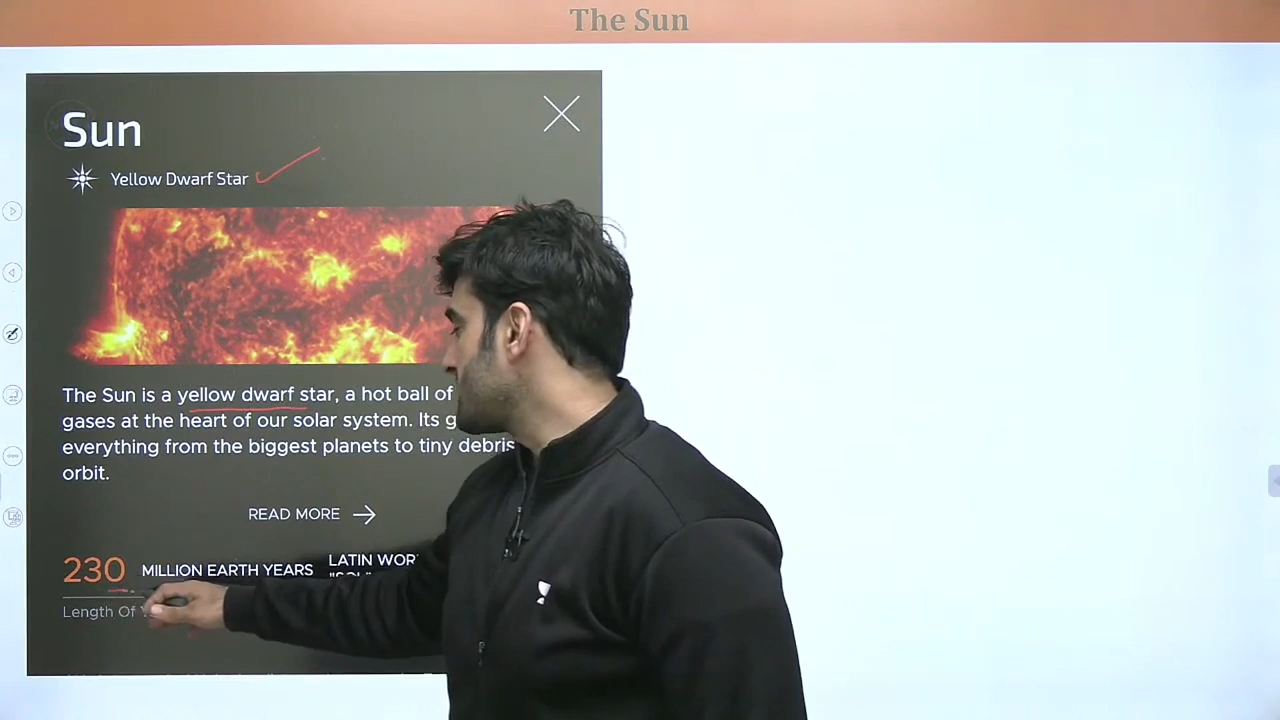 The Sun
Sun
Yellow Dwarf Star
The Sun is a yellow dwarf star, a hot ball of
gases at the heart of our solar system. Its
everything from the biggest planets to tiny debris
orbit.
READ MORE
230 MILLION EARTH YEARS
LATIN
Length Of